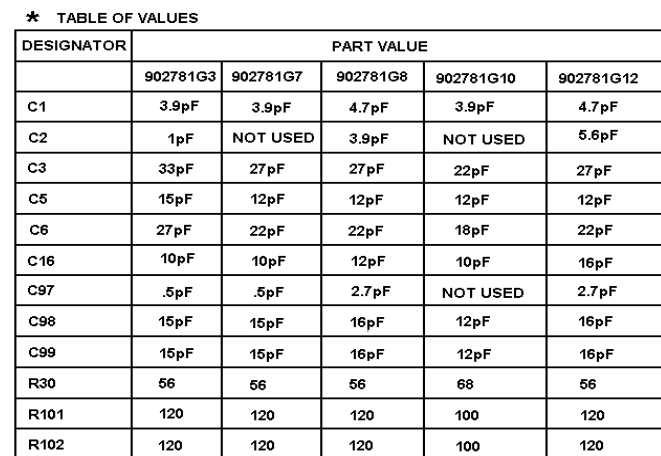 * TABLE OF VALUES
DESIGNATOR PART VALUE
902781G3 902781G7 902781G8 902781G10 902781G12
C1 3.9pF 3.9pF 4.7pF 3.9pF 4.7pF
C2 1pF NOT USED 3.9pF NOT USED 5.6pF
C3 33pF 27pF 27pF 22pF 27pF
C5 15pF 12pF 12pF 12pF 12pF
C6 27pF 22pF 22pF 18pF 22pF
C16 10pF 10pF 12pF 10pF 16pF
C97 .5pF .5pF 2.7pF NOT USED 2.7pF
C98 15pF 15pF 16pF 12pF 16pF
C99 15pF 15pF 16pF 12pF 16pF
R30 56 56 56 68 56
R101 120 120 120 100 120
R102 120 120 120 100 120